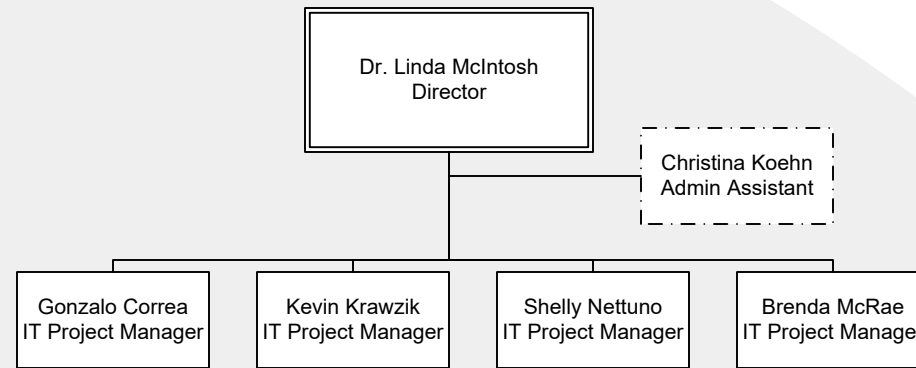 Dr. Linda McIntosh
Director
Christina Koehn
Admin Assistant
Gonzalo Correa
IT Project Manager
Kevin Krawzik
IT Project Manager
Shelly Nettuno
IT Project Manager
Brenda McRae
IT Project Manage